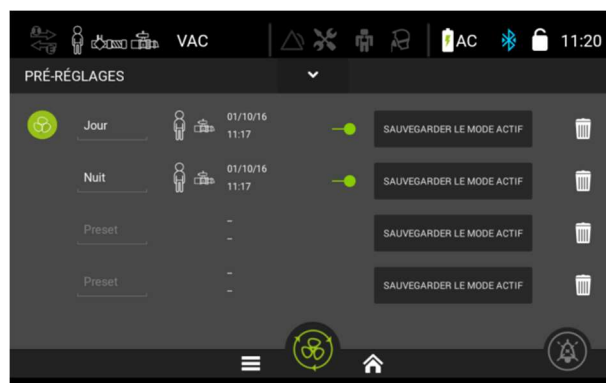 VAC
AC
11:20
PRÉ-RÉGLAGES
Jour
01/10/16
11:17
SAUVEGARDER LE MODE ACTIF
Nuit
01/10/16
11:17
SAUVEGARDER LE MODE ACTIF
Preset
–
–
SAUVEGARDER LE MODE ACTIF
Preset
–
–
SAUVEGARDER LE MODE ACTIF